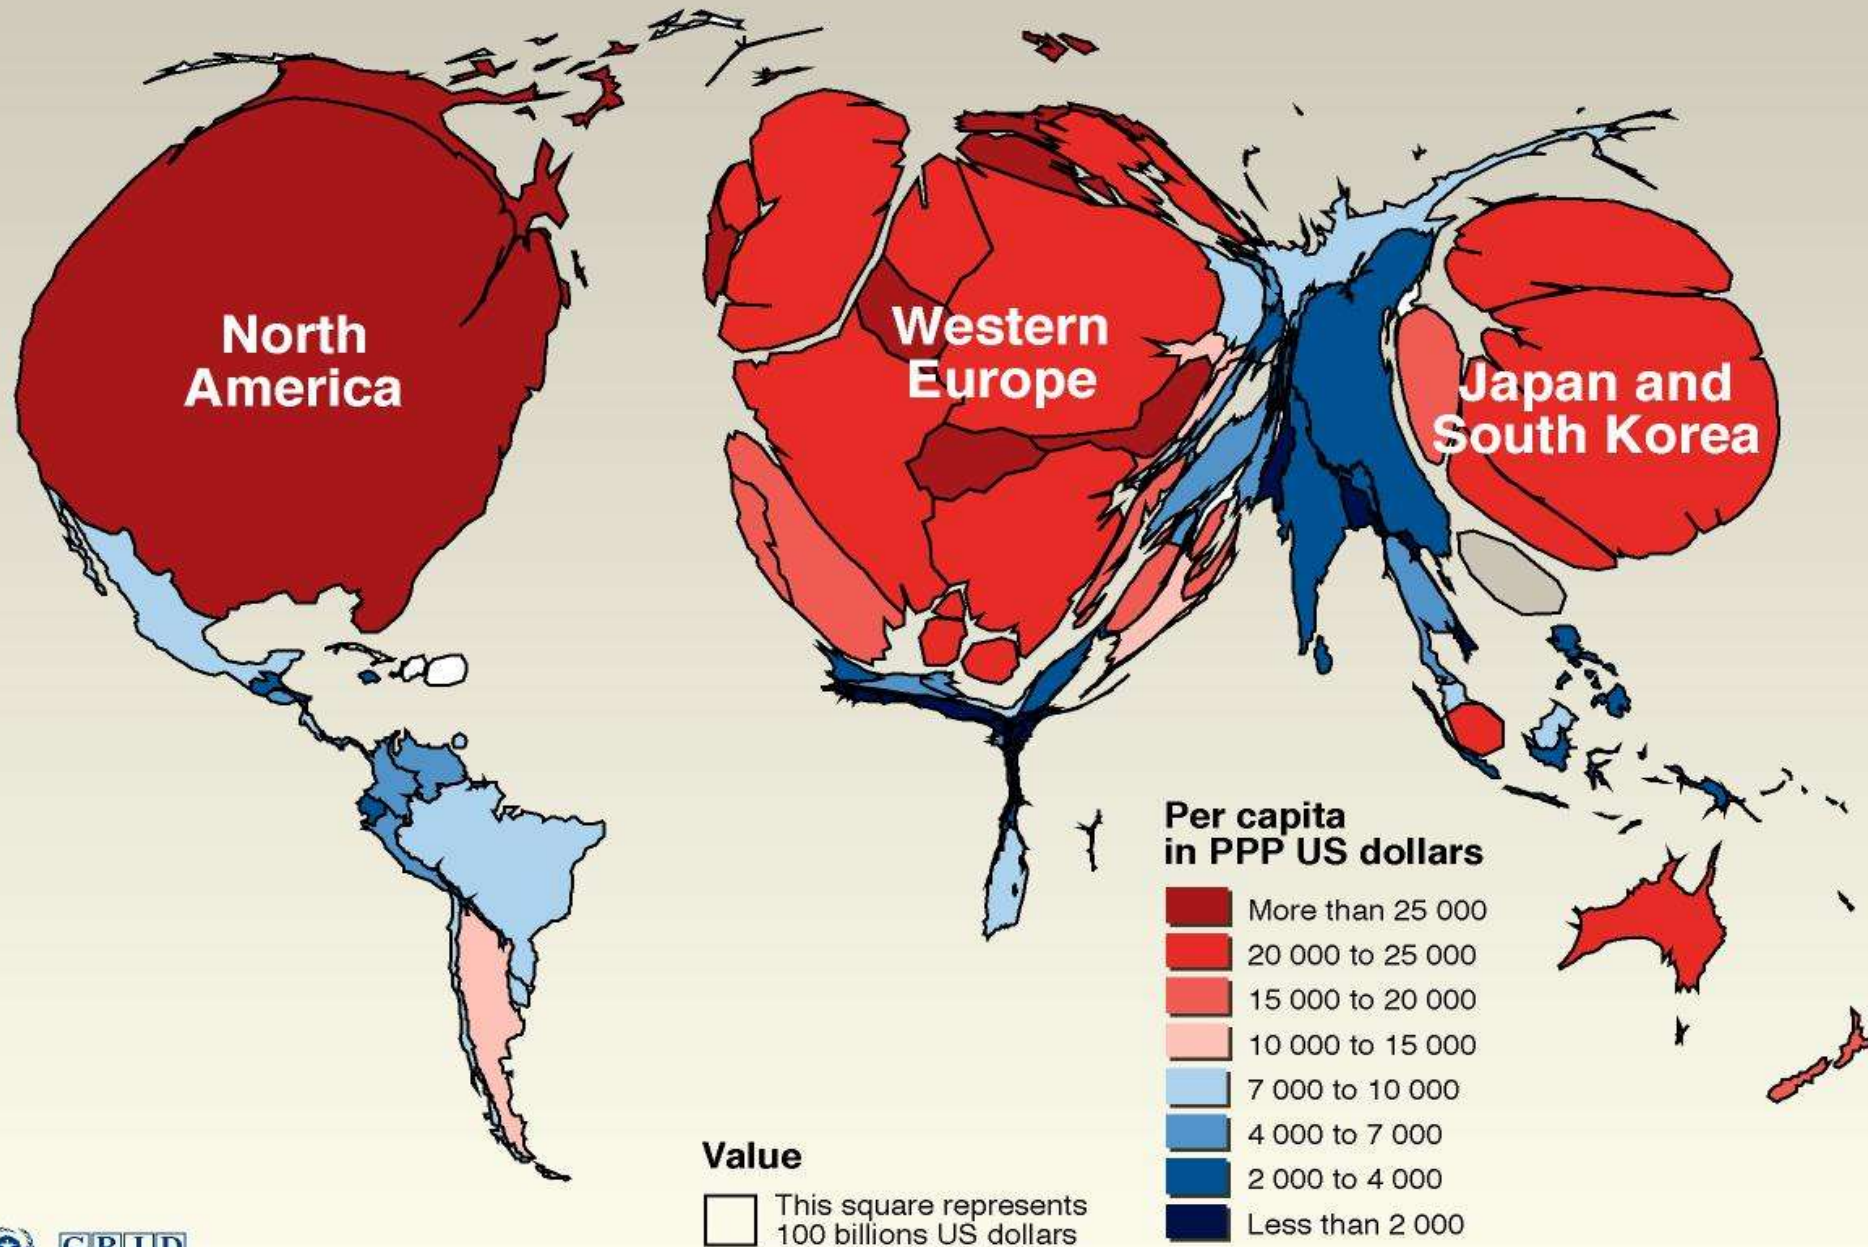 North
America
Western
Europe
Japan and
South Korea
Per capita
in PPP US dollars
More than 25 000
20 000 to 25 000
15 000 to 20 000
10 000 to 15 000
7 000 to 10 000
4 000 to 7 000
2 000 to 4 000
Less than 2 000
Value
This square represents
100 billions US dollars
GRID